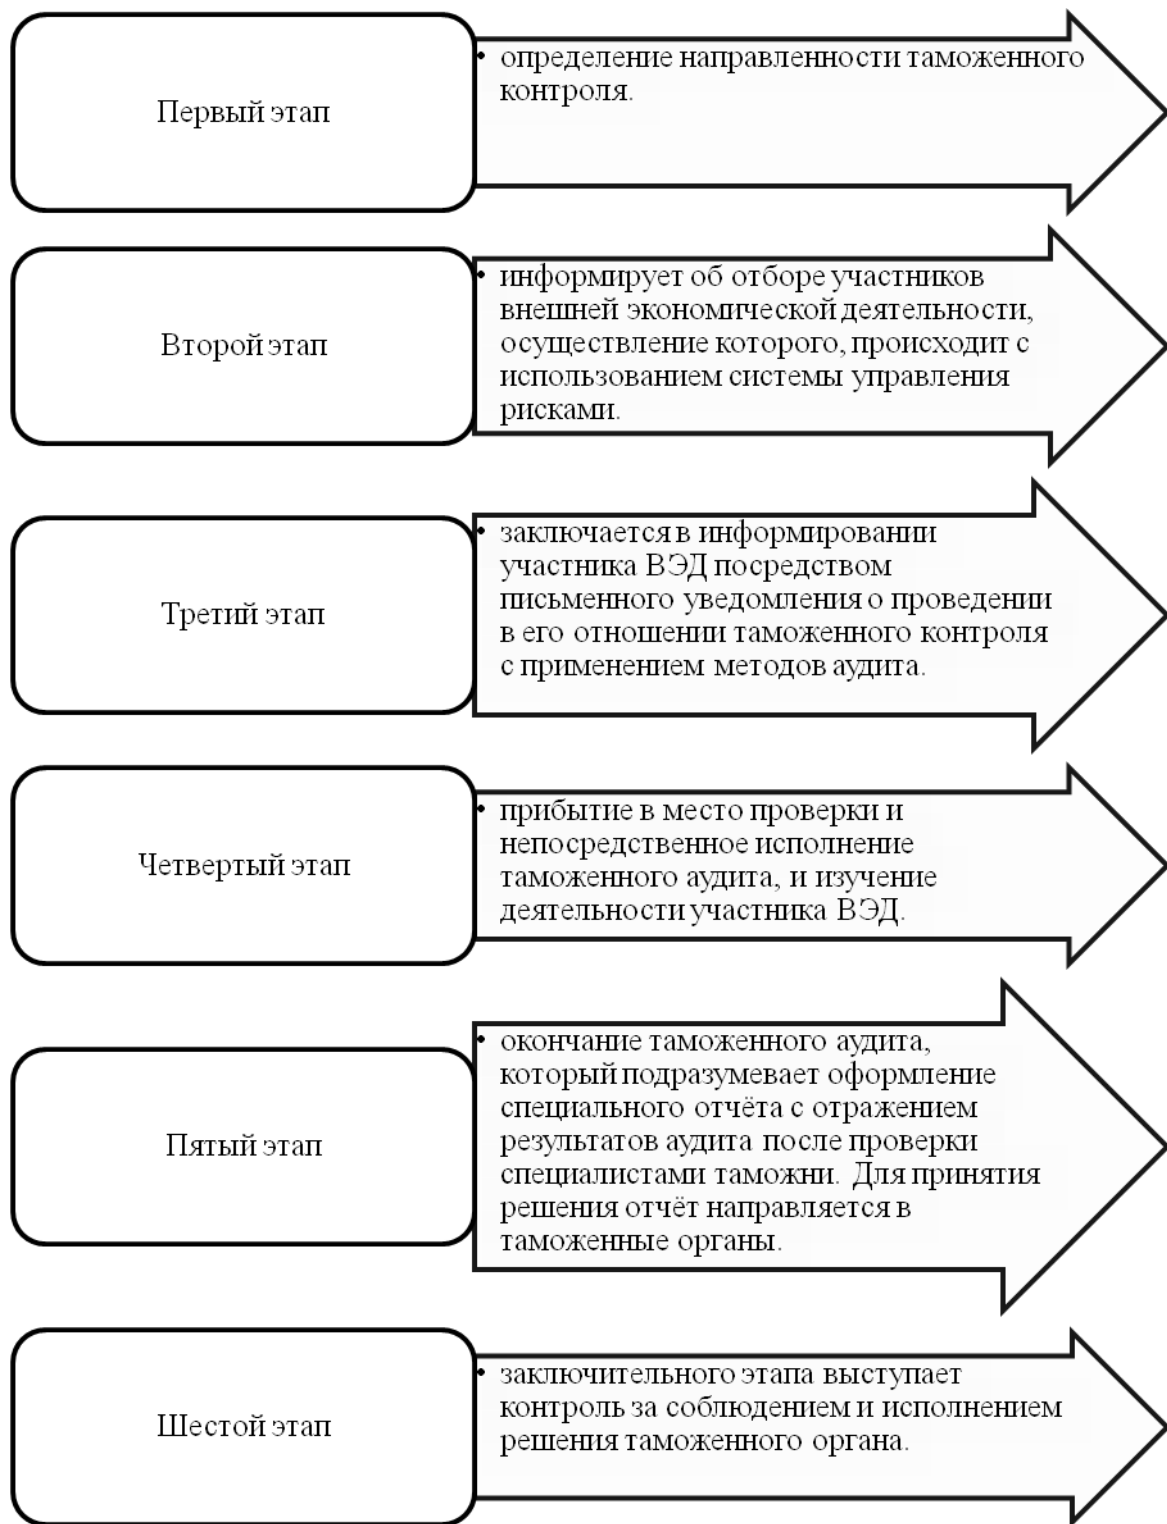 Первый этап
• определение направленности таможенного
контроля.
Второй этап
• информирует об отборе участников
внешней экономической деятельности,
осуществление которого, происходит с
использованием системы управления
рисками.
Третий этап
• заключается в информировании
участника ВЭД посредством
письменного уведомления о проведении
в его отношении таможенного контроля
с применением методов аудита.
Четвертый этап
• прибытие в место проверки и
непосредственное исполнение
таможенного аудита, и изучение
деятельности участника ВЭД.
Пятый этап
• окончание таможенного аудита,
который подразумевает оформление
специального отчёта с отражением
результатов аудита после проверки
специалистами таможни. Для принятия
решения отчёт направляется в
таможенные органы.
Шестой этап
• заключительного этапа выступает
контроль за соблюдением и исполнением
решения таможенного органа.